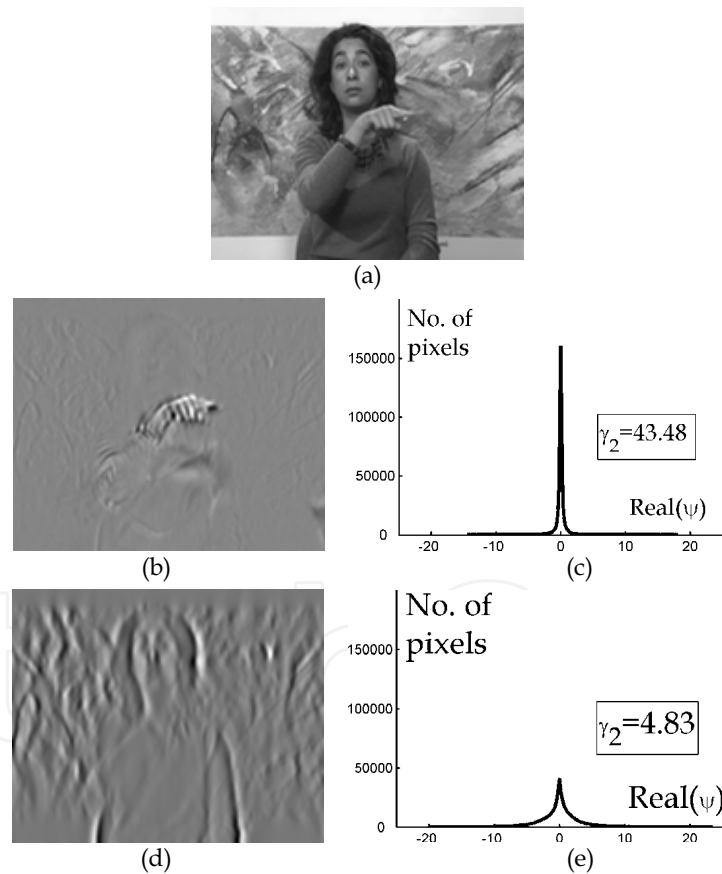 (a)
No. of
pixels
150000
100000
50000
0
γ2=43.48
Real(ψ)
-20 -10 0 10 20
(b)
(c)
No. of
pixels
150000
100000
50000
0
γ2=4.83
Real(ψ)
-20 -10 0 10 20
(d)
(e)